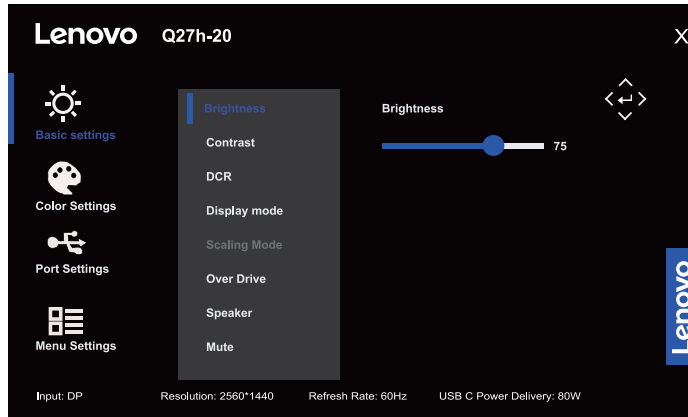 Lenovo Q27h-20 X
Basic settings
Color Settings
Port Settings
Menu Settings
Brightness
Contrast
DCR
Display mode
Scaling Mode
Over Drive
Speaker
Mute
Brightness
75
Lenovo
Input: DP Resolution: 2560*1440 Refresh Rate: 60Hz USB C Power Delivery: 80W